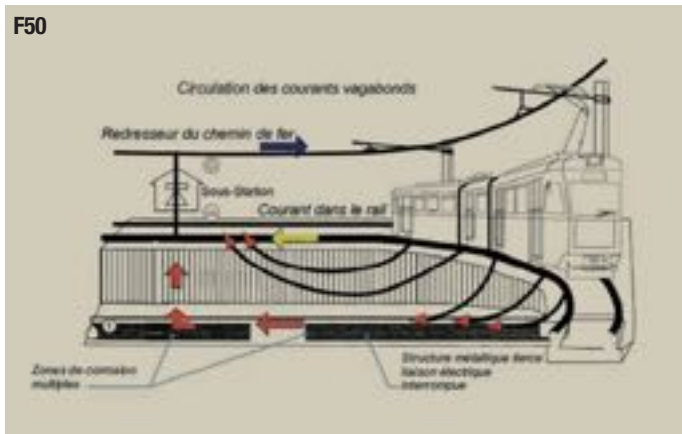 F50
Circulation des courants vagabonds
Redresseur du chemin de fer
Sous-Station
Courant dans le rail
Zones de corrosion
multiples
Structure métallique
liaison électrique
interrompue